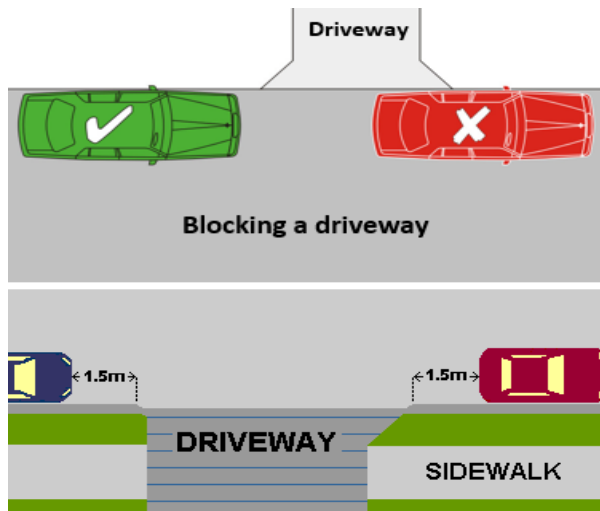 Driveway
Blocking a driveway
1.5m
1.5m
DRIVEWAY
SIDEWALK